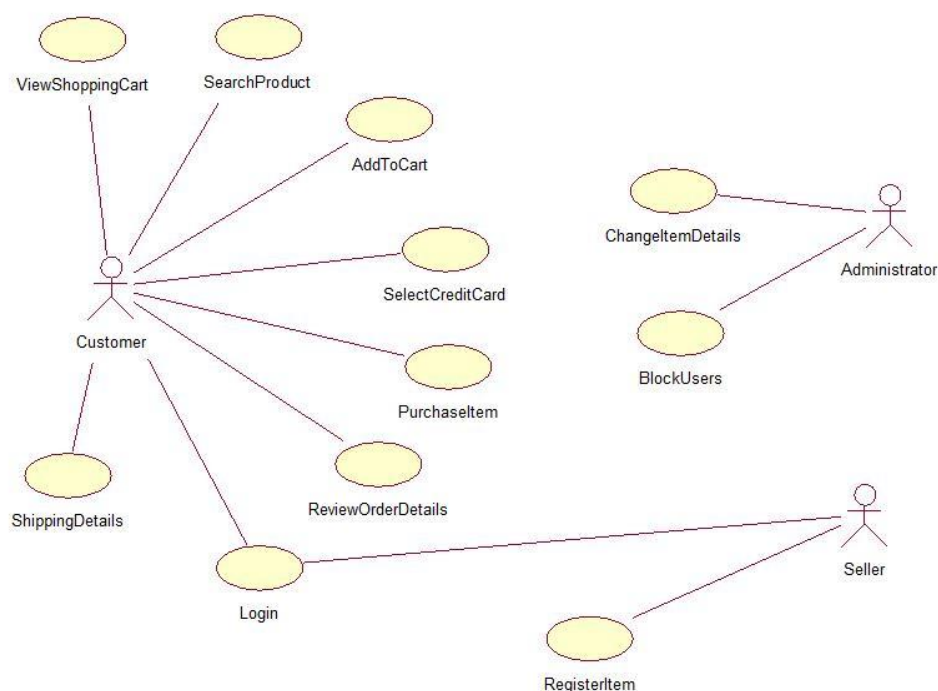 ViewShoppingCart
SearchProduct
AddToCart
ChangeItemDetails
Administrator
SelectCreditCard
Customer
BlockUsers
PurchaseItem
ShippingDetails
ReviewOrderDetails
Seller
Login
RegisterItem